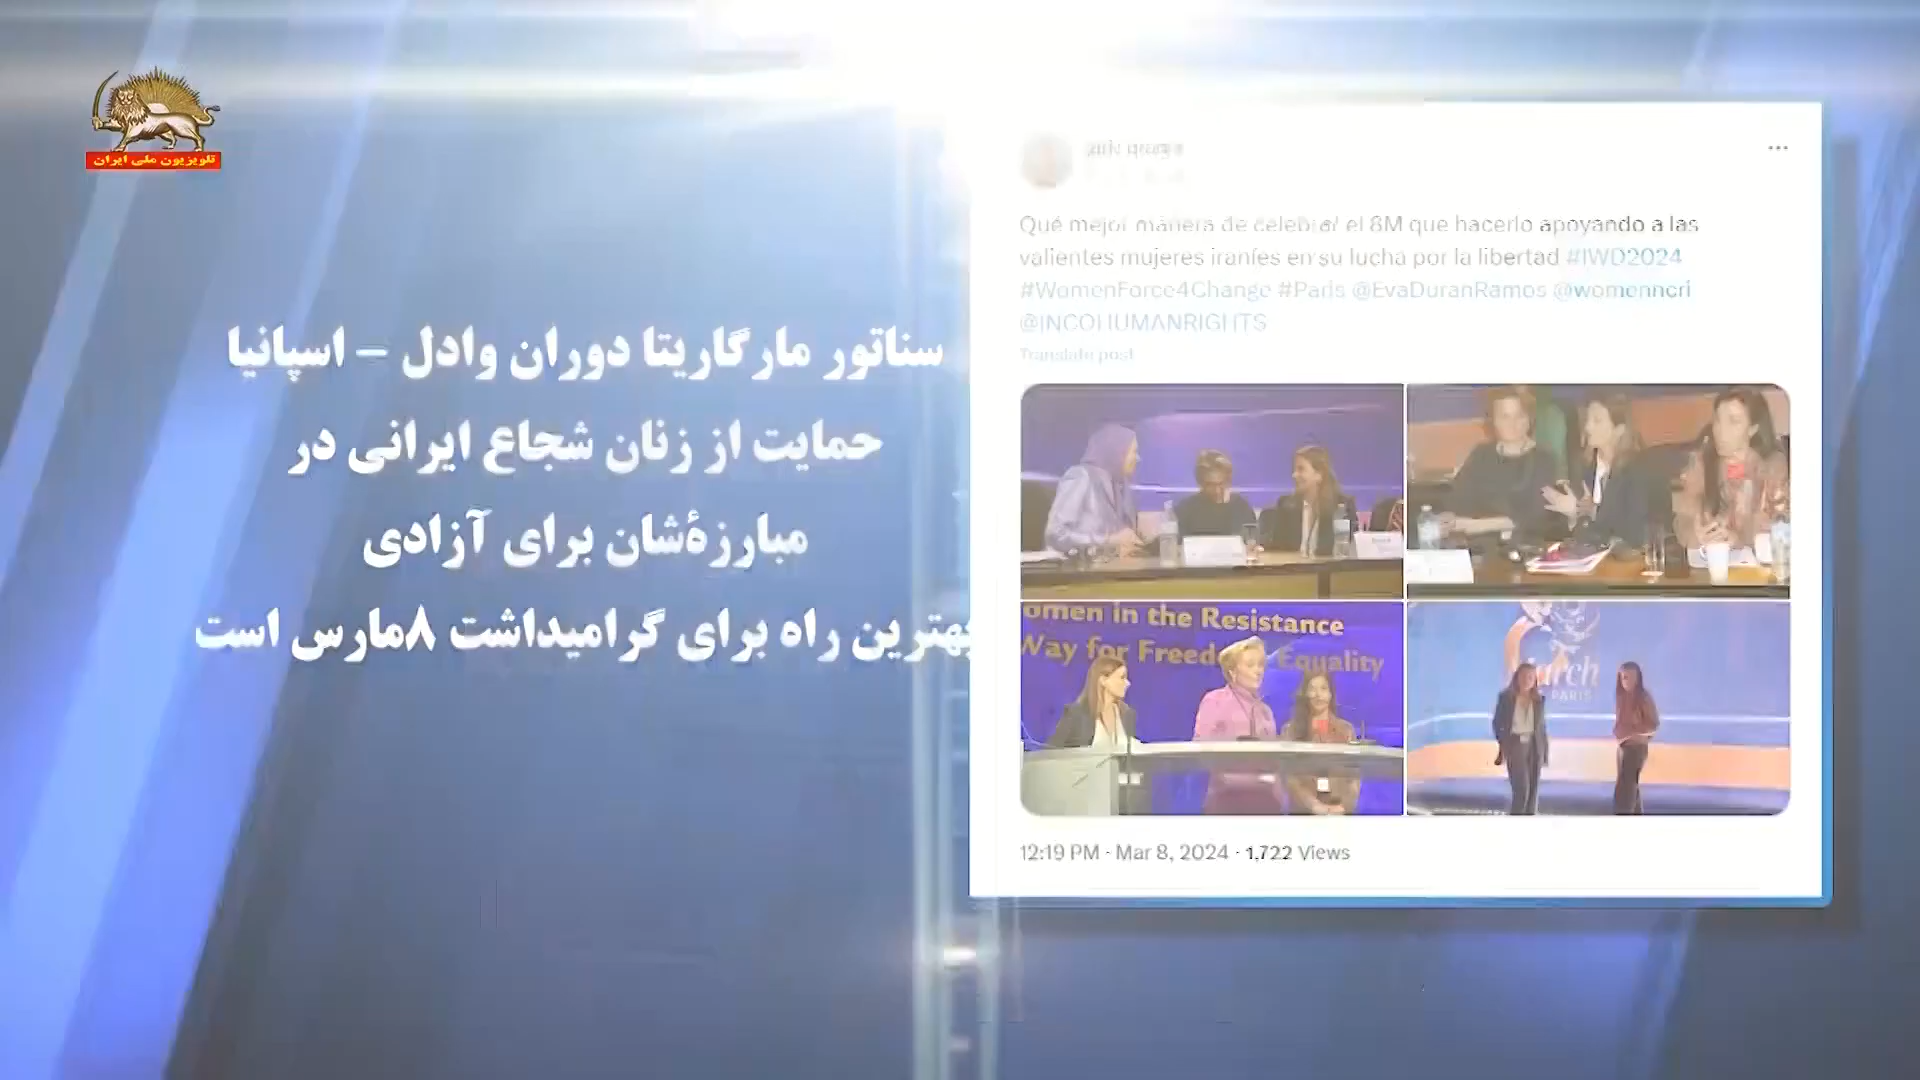 تلویزیون ملی ایران
سناتور مارگاریتا دوران وادل – اسپانیا
حمایت از زنان شجاع ایرانی در
مبارزهٔشان برای آزادی
بهترین راه برای گرامیداشت ۸مارس است
Qué mejor manera de celebrar el 8M que hacerlo apoyando a las
valientes mujeres iraníes en su lucha por la libertad #IWD2024
#WomenForce4Change #Paris @EvaDuranRamos @womenncri
@INCOHUMANRIGHTS
Translate post
omen in the Resistance
Way for Freed Equality
arch
PARIS
12:19 PM · Mar 8, 2024 · 1,722 Views